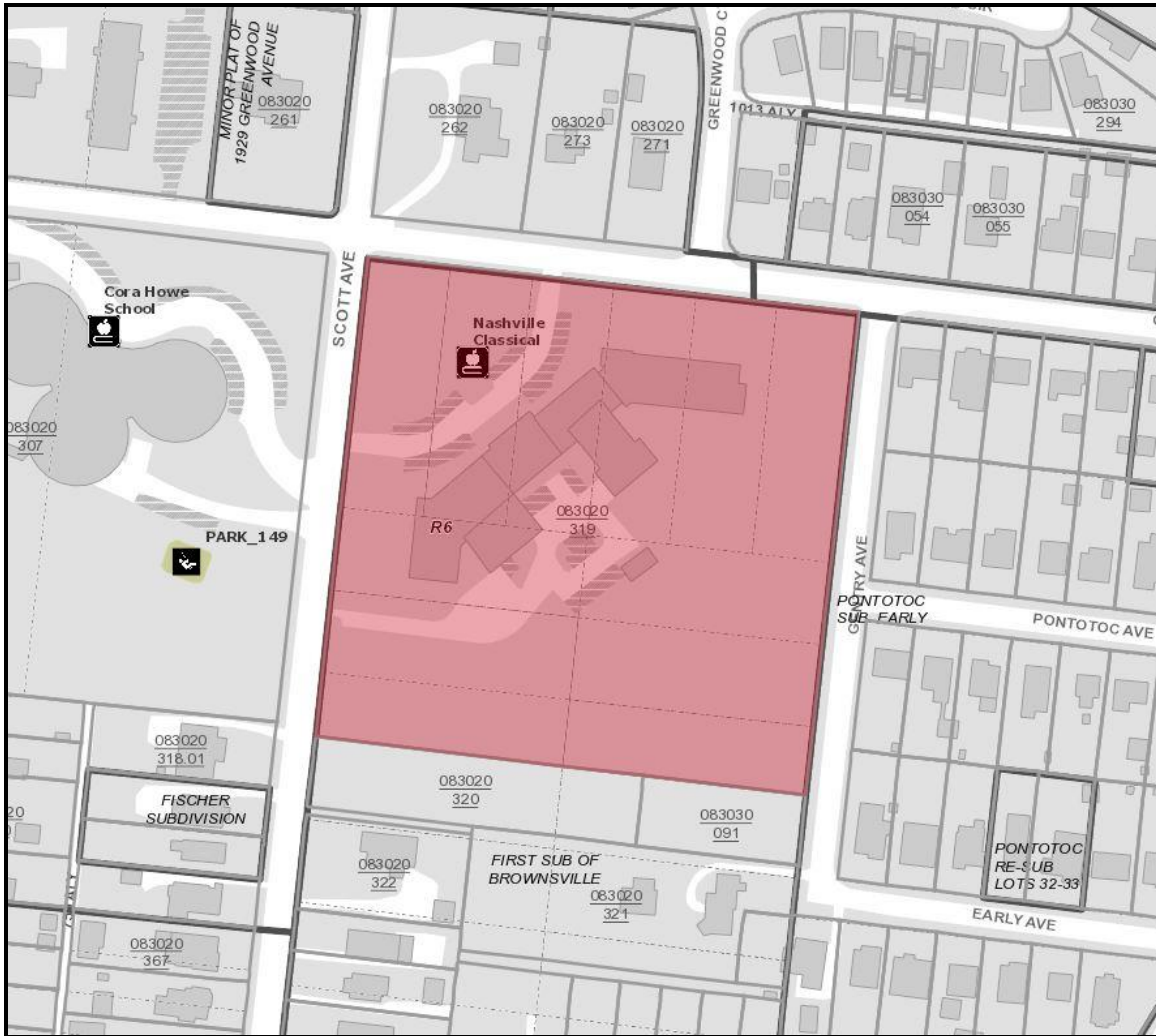 CIR
MINOR PLAT OF
1929 GREENWOOD
AVENUE
083020
261
083020
262
083020
273
083020
271
GREENWOOD C
1013 ALY
083030
294
083030
054
083030
055
SCOTT AVE
Cora Howe
School
Nashville
Classical
083020
307
R6
083020
319
PARK_149
GENTRY AVE
PONTOTOC
SUB EARLY
PONTOTOC AVE
083020
318.01
083020
320
083030
091
FISCHER
SUBDIVISION
20
FIRST SUB OF
BROWNSVILLE
083020
322
083020
321
PONTOTOC
RE-SUB
LOTS 32-33
EARLY AVE
083020
367